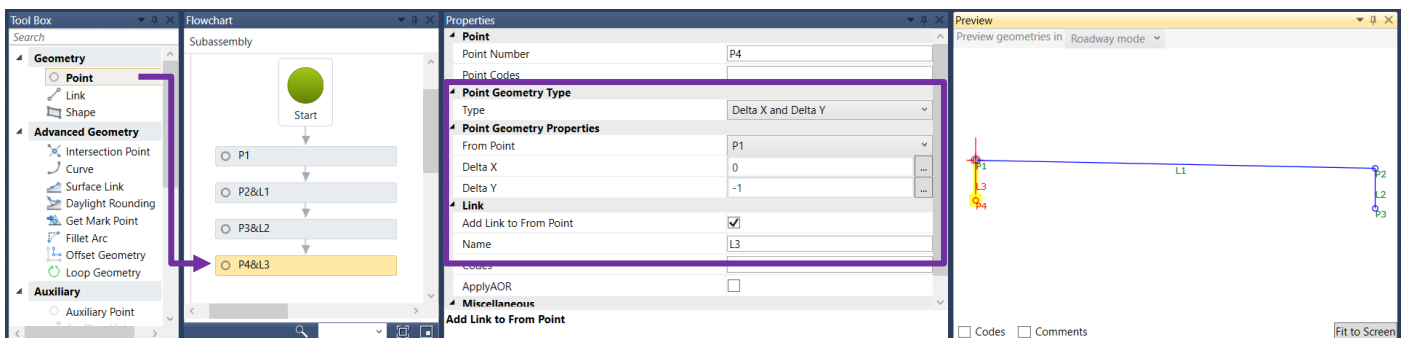 Tool Box
Search
Geometry
Point
Link
Shape
Advanced Geometry
Intersection Point
Curve
Surface Link
Daylight Rounding
Get Mark Point
Fillet Arc
Offset Geometry
Loop Geometry
Auxiliary
Auxiliary Point
Flowchart
Subassembly
Start
P1
P2&L1
P3&L2
P4&L3
Properties
Point
Point Number P4
Point Codes
Point Geometry Type
Type Delta X and Delta Y
Point Geometry Properties
From Point P1
Delta X 0 ...
Delta Y -1 ...
Link
Add Link to From Point
Name L3
Codes
ApplyAOR
Miscellaneous
Add Link to From Point
Preview
Preview geometries in Roadway mode
P1
L1
P2
L3
L2
P4
P3
Codes Comments Fit to Screen